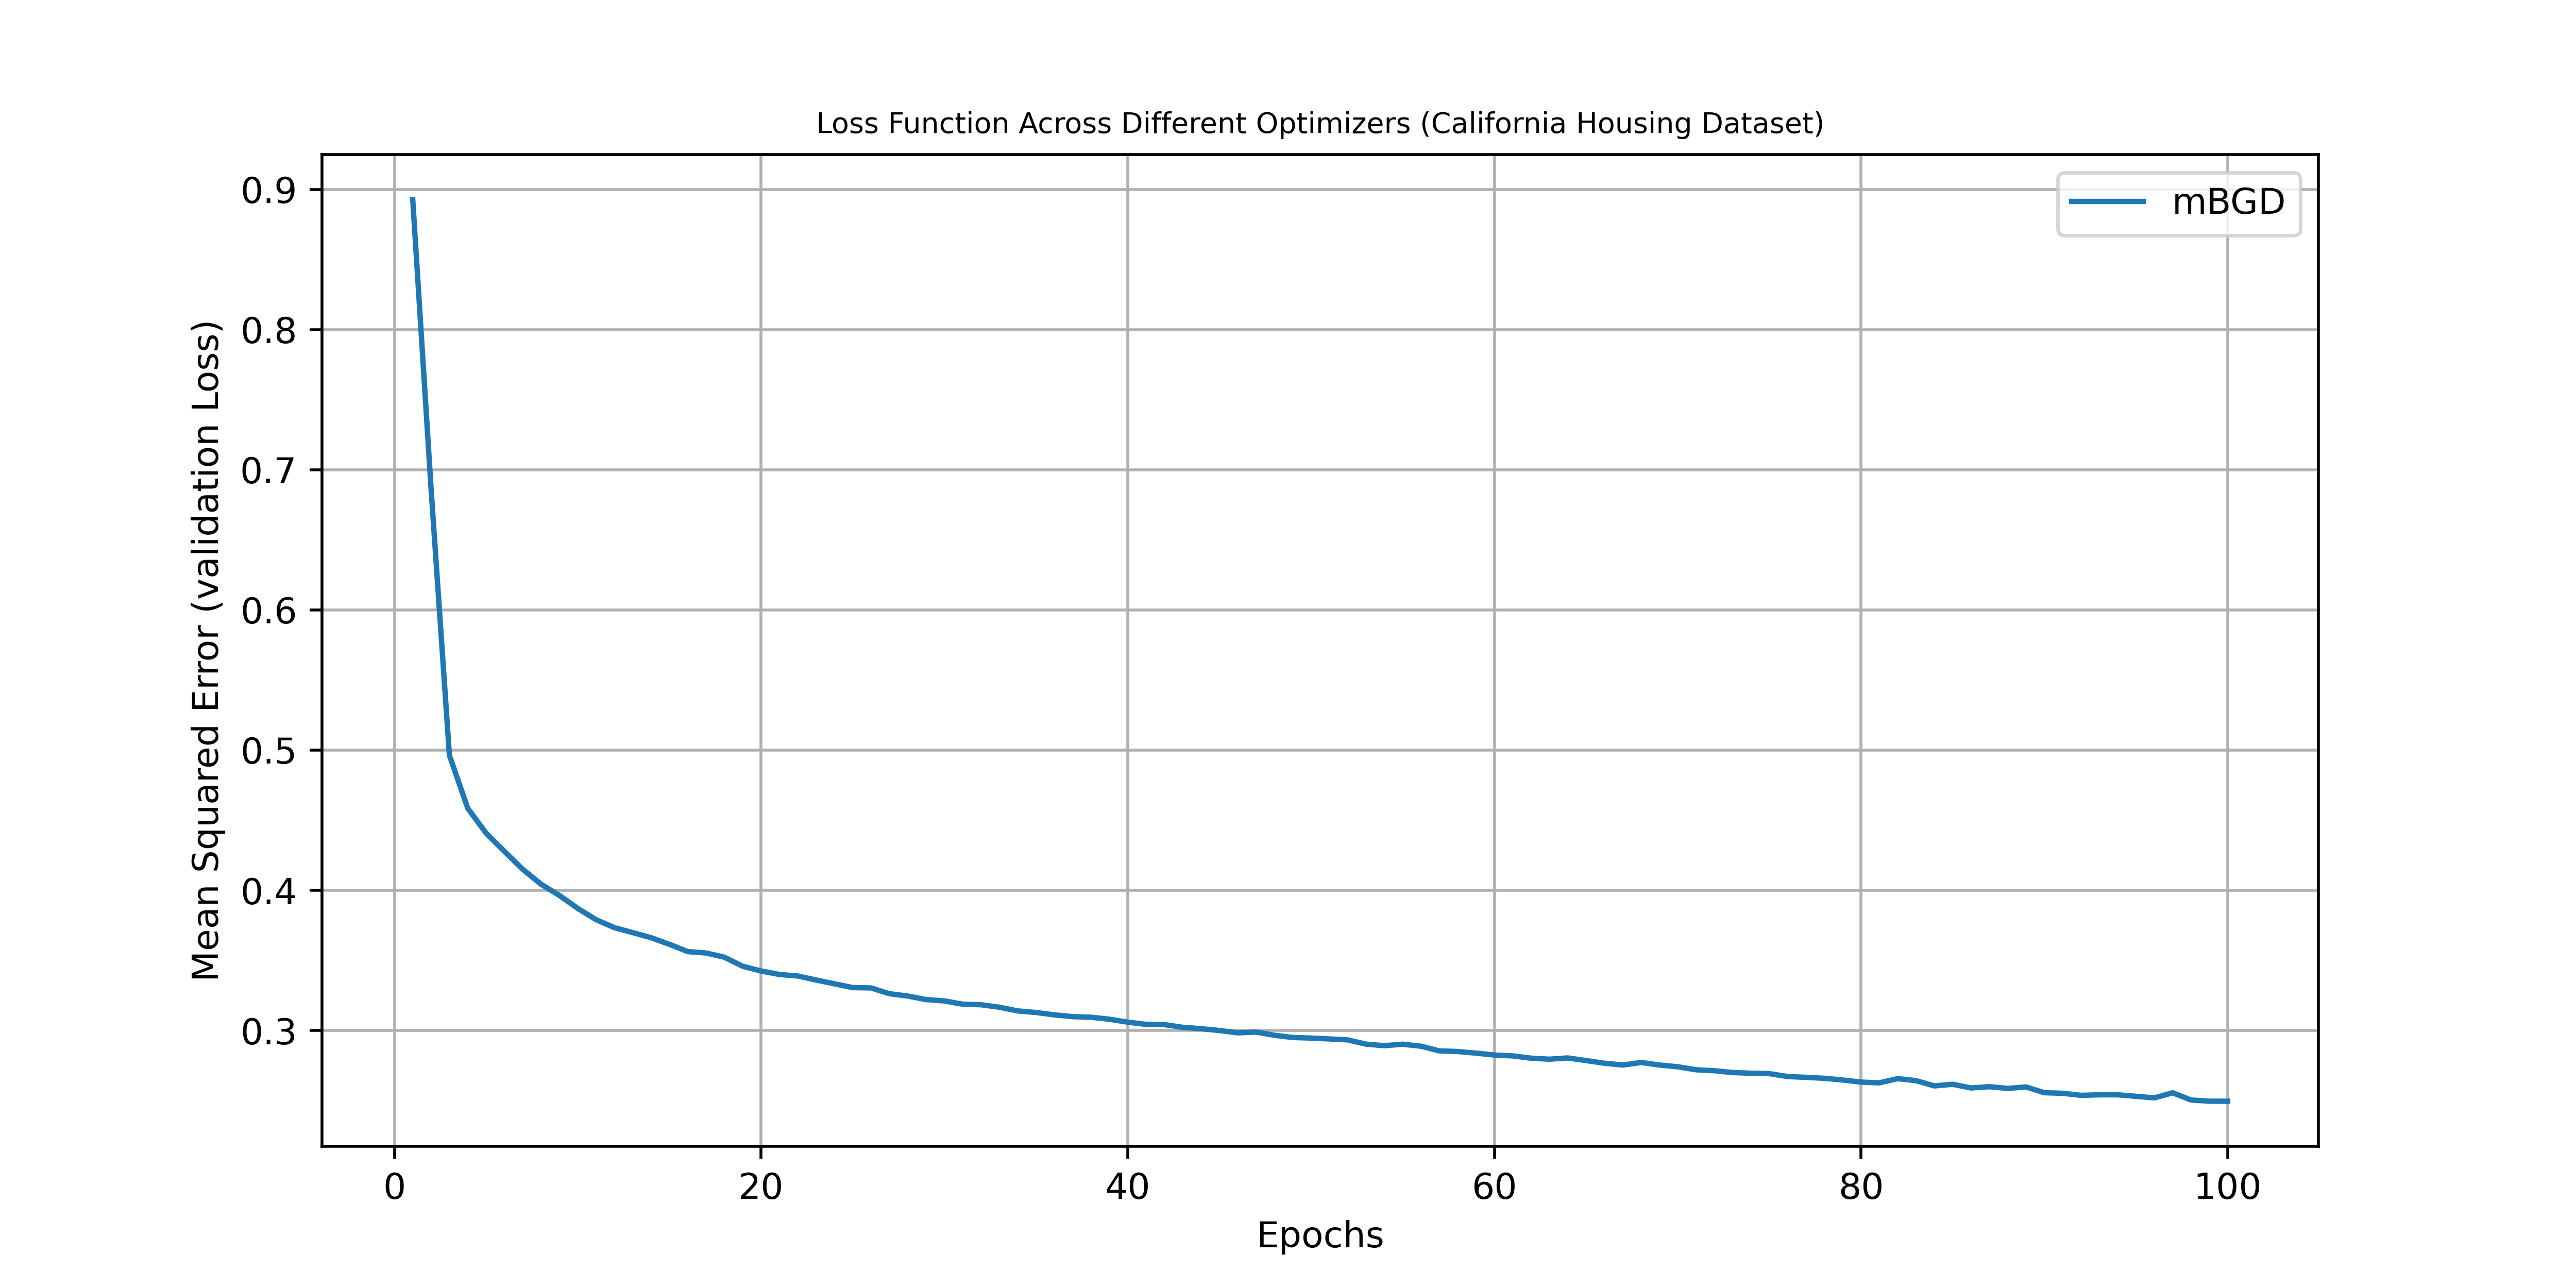 Loss Function Across Different Optimizers (California Housing Dataset)
mBGD
Mean Squared Error (validation Loss)
0.9
0.8
0.7
0.6
0.5
0.4
0.3
0 20 40 60 80 100
Epochs